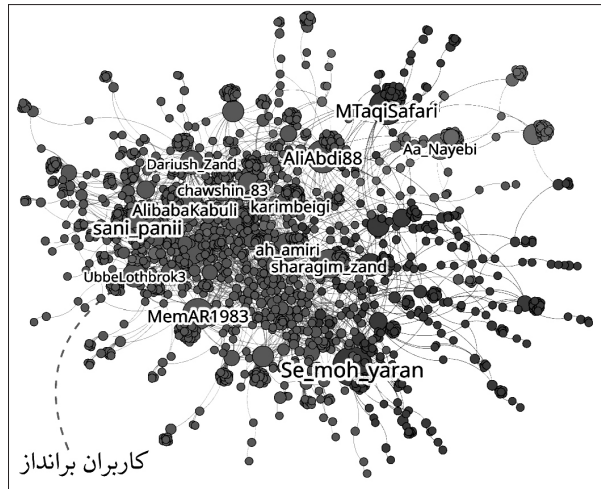 MTaqiSafari
Aa_Nayebi
AliAbdi88
Dariush_Zand
chawshin_83
AlibabaKabuli
karimbeigi
sani_panii
ah_amiri
sharagim_zand
UbbeLothbrok3
MemAR1983
Se_moh_yaran
کاربران برانداز